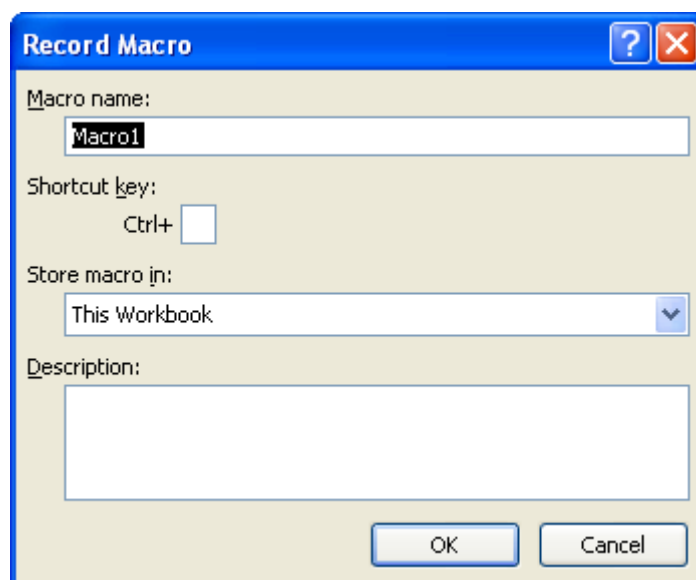 Record Macro
Macro name:
Macro1
Shortcut key:
Ctrl+
Store macro in:
This Workbook
Description:
OK Cancel